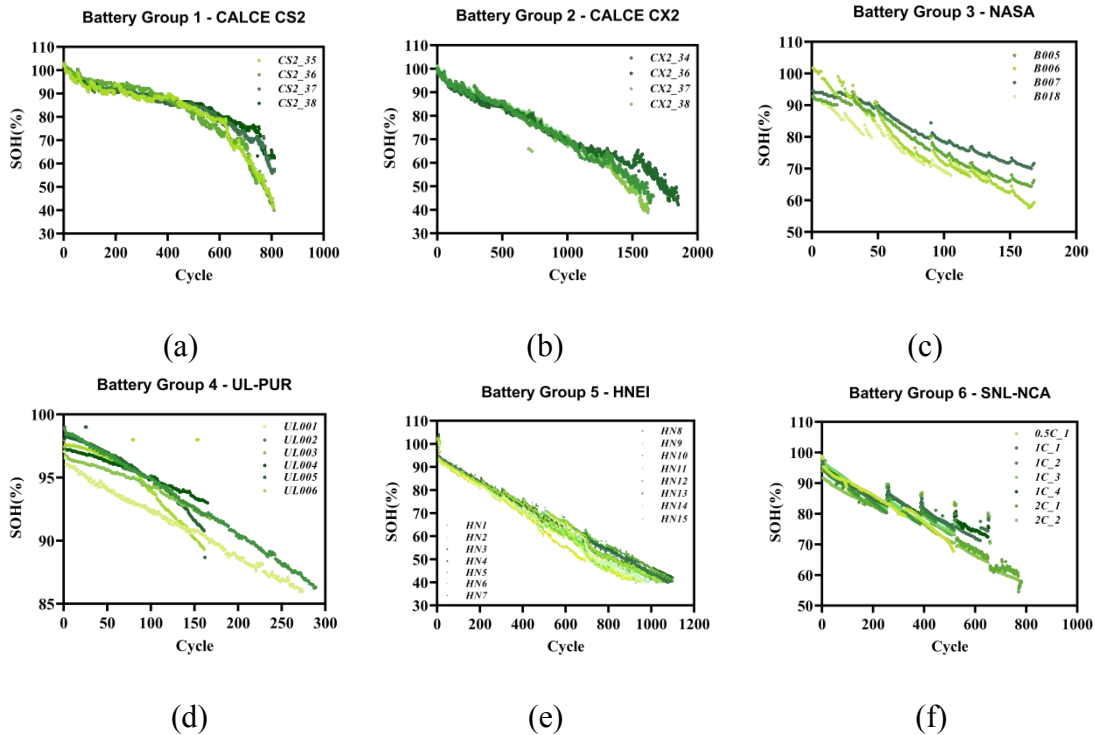 Battery Group 1 - CALCE CS2
SOH(%)
110
100
90
80
70
60
50
40
30
0
200
400
600
800
1000
Cycle
CS2_35
CS2_36
CS2_37
CS2_38
(a)
Battery Group 2 - CALCE CX2
SOH(%)
110
100
90
80
70
60
50
40
30
0
500
1000
1500
2000
Cycle
CX2_34
CX2_36
CX2_37
CX2_38
(b)
Battery Group 3 - NASA
SOH(%)
110
100
90
80
70
60
50
0
50
100
150
200
Cycle
B005
B006
B007
B018
(c)
Battery Group 4 - UL-PUR
SOH(%)
100
95
90
85
0
50
100
150
200
250
300
Cycle
UL001
UL002
UL003
UL004
UL005
UL006
(d)
Battery Group 5 - HNEI
SOH(%)
110
100
90
80
70
60
50
40
30
0
200
400
600
800
1000
1200
Cycle
HN1
HN2
HN3
HN4
HN5
HN6
HN7
HN8
HN9
HN10
HN11
HN12
HN13
HN14
HN15
(e)
Battery Group 6 - SNL-NCA
SOH(%)
110
100
90
80
70
60
50
0
200
400
600
800
1000
Cycle
0.5C_1
1C_1
1C_2
1C_3
1C_4
2C_1
2C_2
(f)